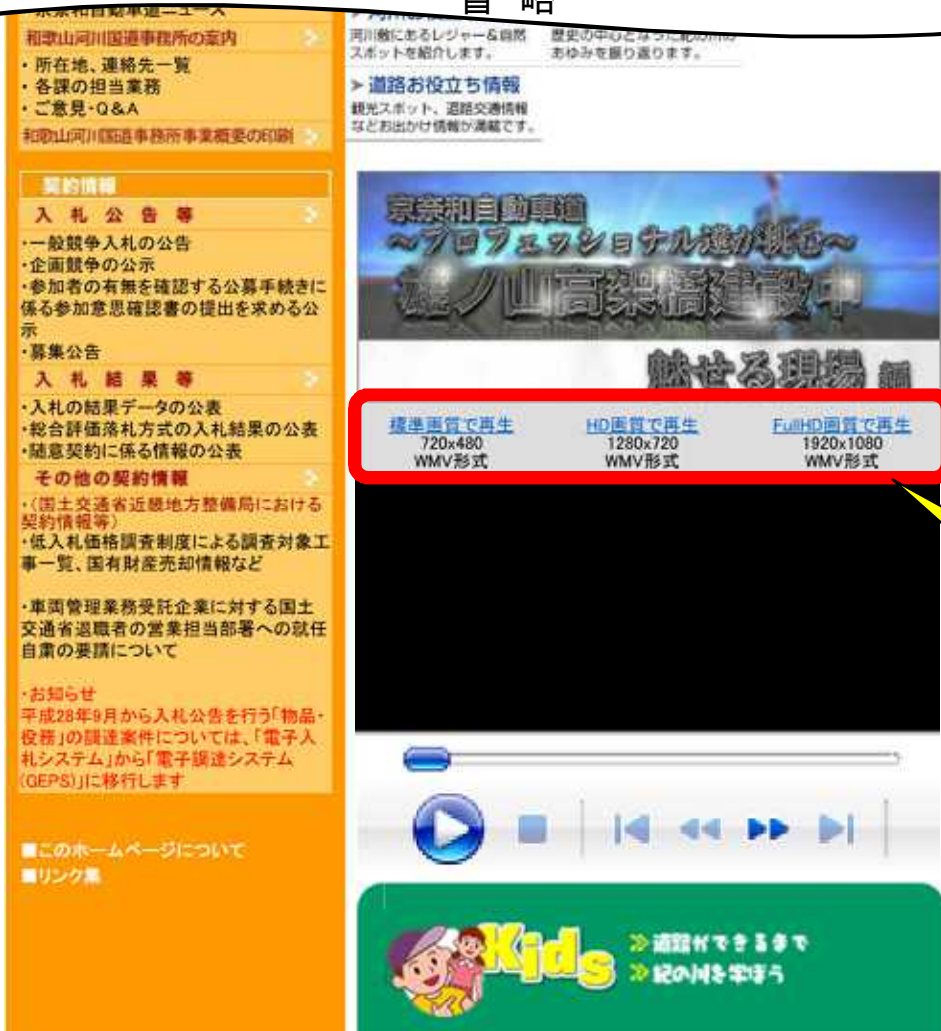 省 略
京奈和自動車道ニュース
和歌山河川国道事務所の案内
・所在地、連絡先一覧
・各課の担当業務
・ご意見・Q&A
和歌山河川国道事務所事業概要の印刷
河川敷にあるレジャー&自然
スポットを紹介します。
歴史の中心となった紀の川の
あゆみを振り返ります。
道路お役立ち情報
観光スポット、道路交通情報
などお出かけ情報が満載です。
契約情報
入 札 公 告 等
・一般競争入札の公告
・企画競争の公示
・参加者の有無を確認する公募手続きに
係る参加意思確認書の提出を求める公
示
・募集公告
入 札 結 果 等
・入札の結果データの公表
・総合評価落札方式の入札結果の公表
・随意契約に係る情報の公表
その他の契約情報
・(国土交通省近畿地方整備局における
契約情報等)
・低入札価格調査制度による調査対象工
事一覧、国有財産売却情報など
・車両管理業務受託企業に対する国土
交通省退職者の営業担当部署への就任
自粛の要請について
・お知らせ
平成28年9月から入札公告を行う「物品・
役務」の調達案件については、「電子入
札システム」から「電子調達システム
(GEPS)」に移行します
■このホームページについて
■リンク集
京奈和自動車道
～プロフェッショナル達が挑む～
雄ノ山高架橋建設中
魅せる現場 編
標準画質で再生
720x480
WMV形式
HD画質で再生
1280x720
WMV形式
FullHD画質で再生
1920x1080
WMV形式
Kids
道路ができるまで
紀の川を学ぼう